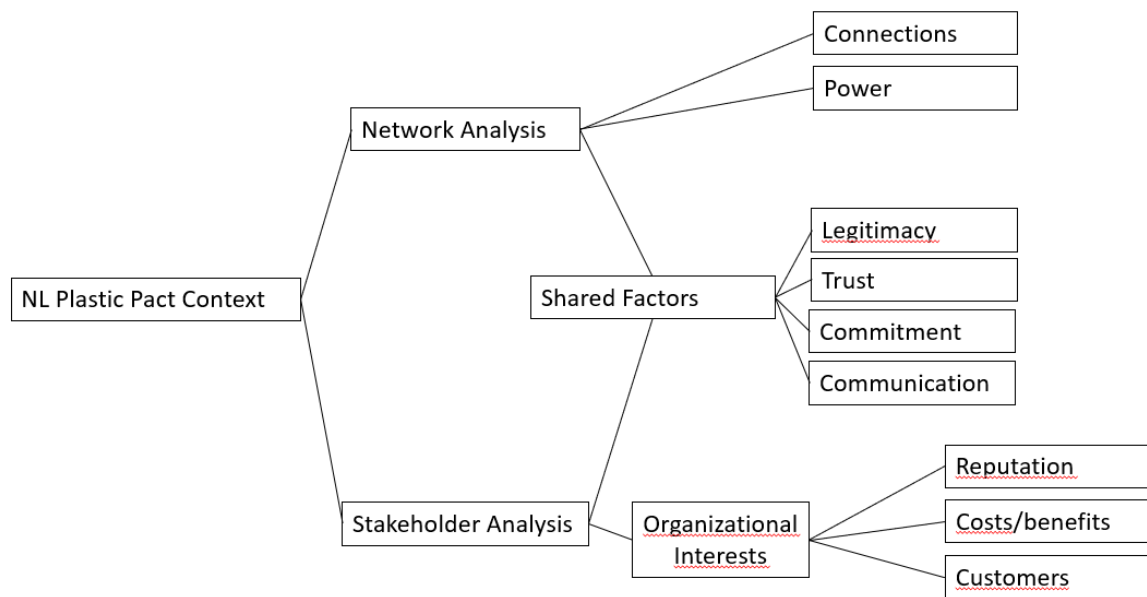 Connections
Power
Network Analysis
Legitimacy
NL Plastic Pact Context
Shared Factors
Trust
Commitment
Communication
Reputation
Stakeholder Analysis
Organizational
Interests
Costs/benefits
Customers